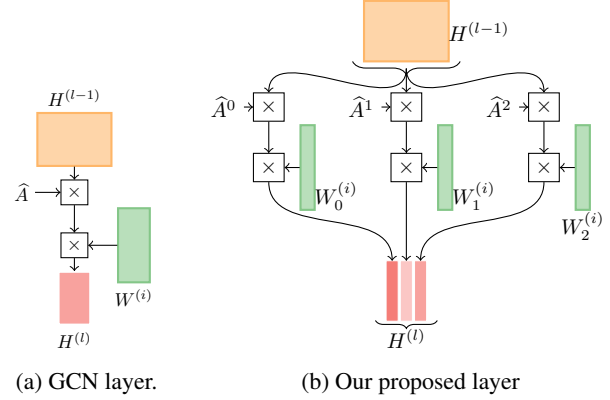 H^{(l-1)}
Â
×
×
W^{(i)}
H^{(l)}
(a) GCN layer.
H^{(l-1)}
Â^0 × Â^1 × Â^2 ×
× × ×
W_0^{(i)} W_1^{(i)} W_2^{(i)}
H^{(l)}
(b) Our proposed layer